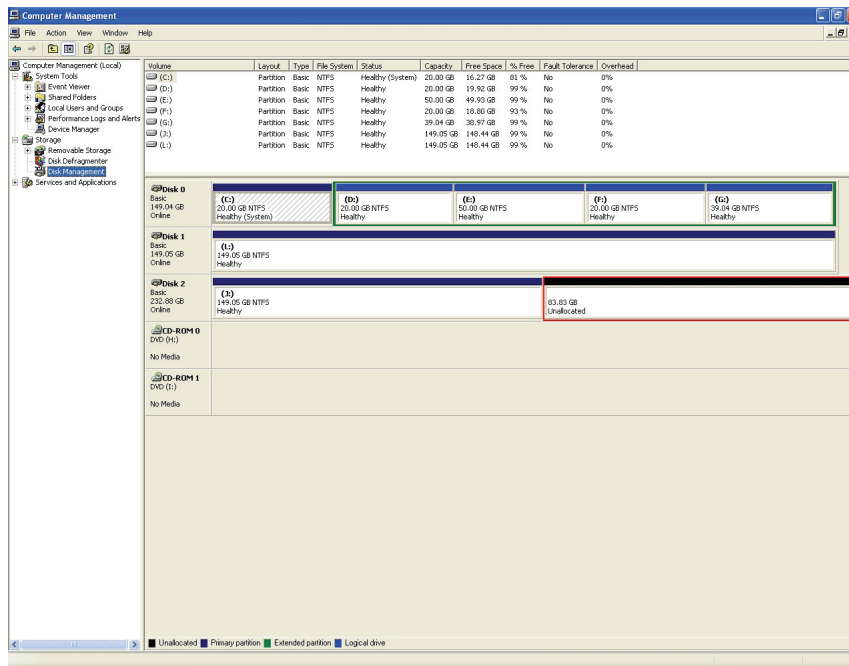 Computer Management
File Action View Window Help
Computer Management (Local)
System Tools
Event Viewer
Shared Folders
Local Users and Groups
Performance Logs and Alerts
Device Manager
Storage
Removable Storage
Disk Defragmenter
Disk Management
Services and Applications
Volume Layout Type File System Status Capacity Free Space % Free Fault Tolerance Overhead
(C:) Partition Basic NTFS Healthy (System) 20.00 GB 16.27 GB 81 % No 0%
(D:) Partition Basic NTFS Healthy 20.00 GB 19.92 GB 99 % No 0%
(E:) Partition Basic NTFS Healthy 50.00 GB 49.93 GB 99 % No 0%
(F:) Partition Basic NTFS Healthy 20.00 GB 18.80 GB 93 % No 0%
(G:) Partition Basic NTFS Healthy 39.04 GB 38.97 GB 99 % No 0%
(J:) Partition Basic NTFS Healthy 149.05 GB 148.44 GB 99 % No 0%
(L:) Partition Basic NTFS Healthy 149.05 GB 148.44 GB 99 % No 0%
Disk 0
Basic
149.04 GB
Online
(C:)
20.00 GB NTFS
Healthy (System)
(D:)
20.00 GB NTFS
Healthy
(E:)
50.00 GB NTFS
Healthy
(F:)
20.00 GB NTFS
Healthy
(G:)
39.04 GB NTFS
Healthy
Disk 1
Basic
149.05 GB
Online
(L:)
149.05 GB NTFS
Healthy
Disk 2
Basic
232.88 GB
Online
(J:)
149.05 GB NTFS
Healthy
83.83 GB
Unallocated
CD-ROM 0
DVD (H:)
No Media
CD-ROM 1
DVD (I:)
No Media
Unallocated Primary partition Extended partition Logical drive